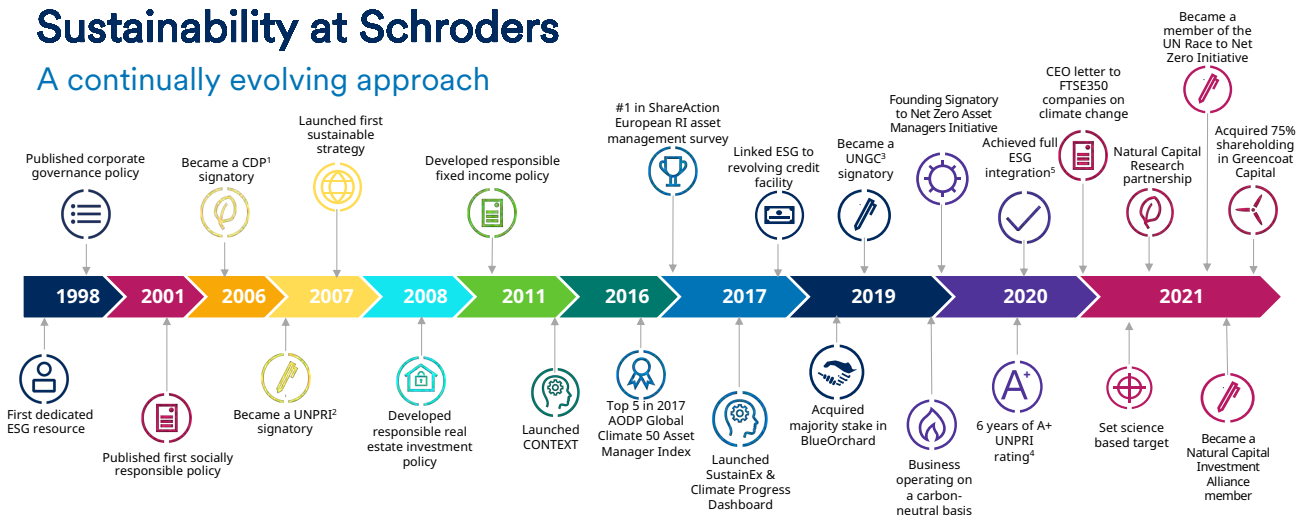 Sustainability at Schroders
A continually evolving approach
Published corporate
governance policy
Became a CDP¹
signatory
Launched first
sustainable
strategy
Developed responsible
fixed income policy
#1 in ShareAction
European RI asset
management survey
Linked ESG to
revolving credit
facility
Became a
UNGC³
signatory
Founding Signatory
to Net Zero Asset
Managers Initiative
Achieved full
ESG
integration⁵
CEO letter to
FTSE350
companies on
climate change
Natural Capital
Research
partnership
Became a
member of the
UN Race to Net
Zero Initiative
Acquired 75%
shareholding
in Greencoat
Capital
1998
2001
2006
2007
2008
2011
2016
2017
2019
2020
2021
First dedicated
ESG resource
Published first socially
responsible policy
Became a UNPRI²
signatory
Developed
responsible real
estate investment
policy
Launched
CONTEXT
Top 5 in 2017
AODP Global
Climate 50 Asset
Manager Index
Launched
SustainEx &
Climate Progress
Dashboard
Acquired
majority stake in
BlueOrchard
Business
operating on
a carbon-
neutral basis
A+
6 years of A+
UNPRI
rating⁴
Set science
based target
Became a
Natural Capital
Investment
Alliance
member